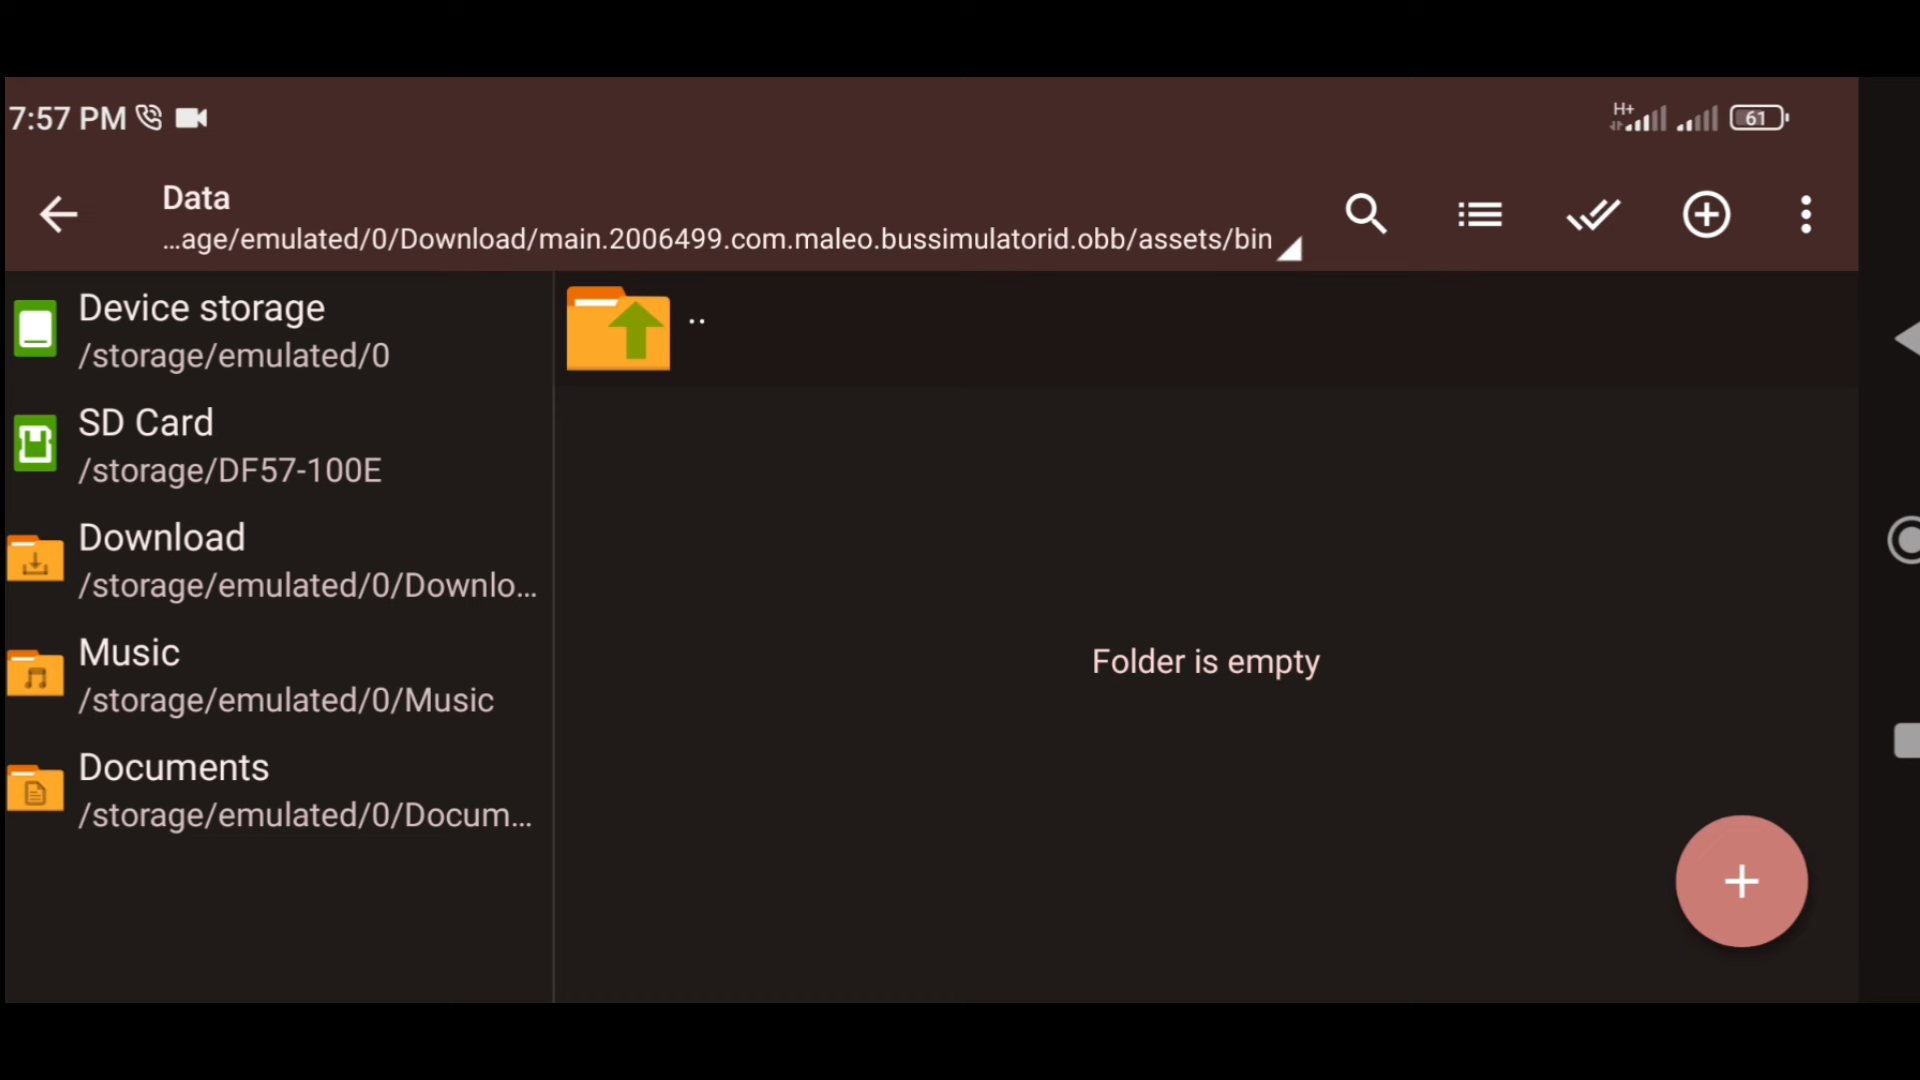 7:57 PM
H+
61
Data
...age/emulated/0/Download/main.2006499.com.maleo.bussimulatorid.obb/assets/bin
Device storage
/storage/emulated/0
SD Card
/storage/DF57-100E
Download
/storage/emulated/0/Downlo...
Music
/storage/emulated/0/Music
Documents
/storage/emulated/0/Docum...
..
Folder is empty